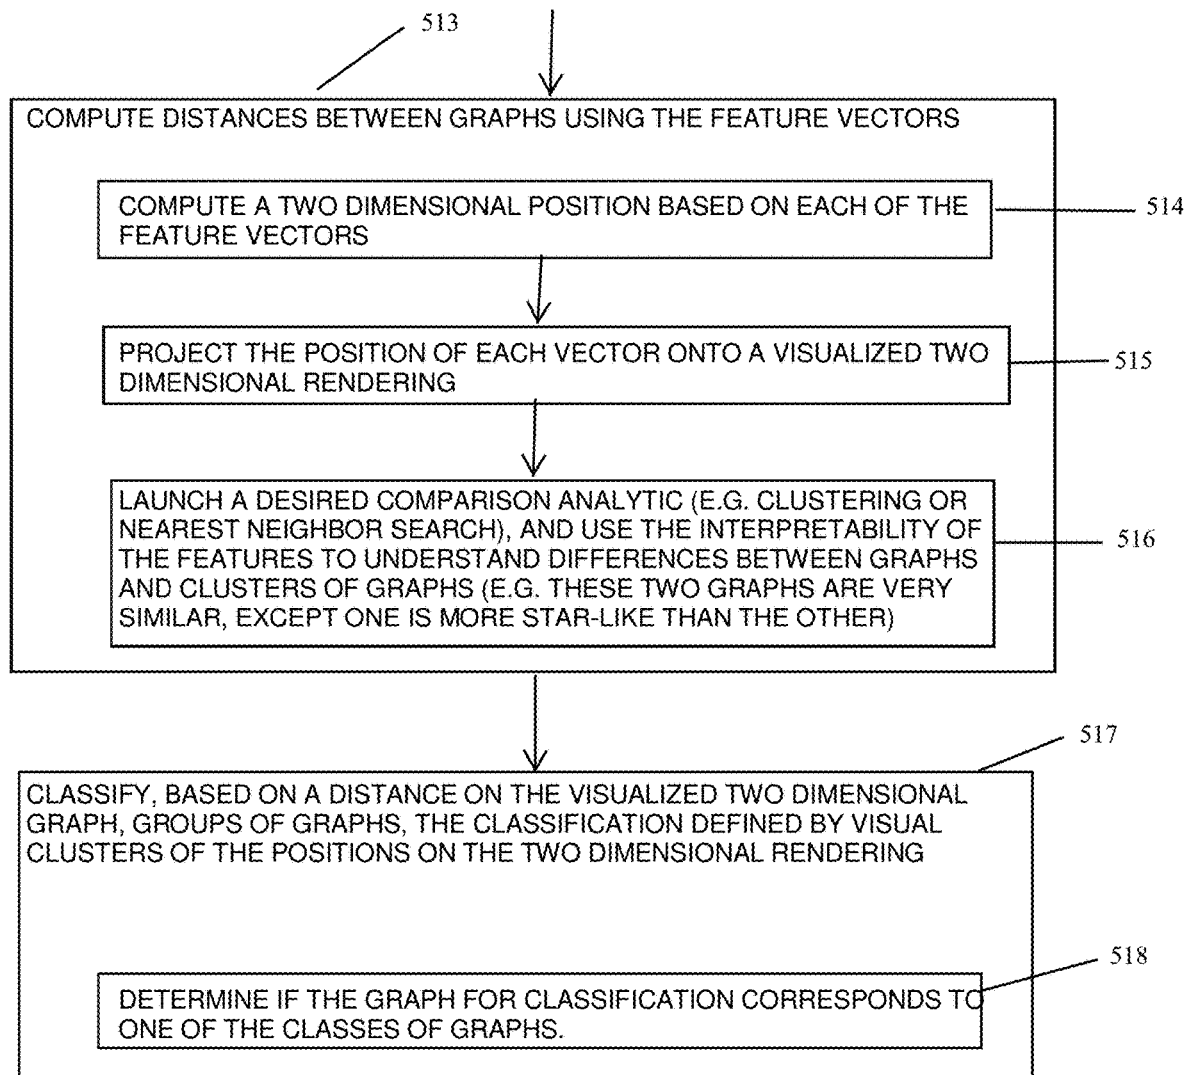 513
COMPUTE DISTANCES BETWEEN GRAPHS USING THE FEATURE VECTORS
COMPUTE A TWO DIMENSIONAL POSITION BASED ON EACH OF THE
FEATURE VECTORS
514
PROJECT THE POSITION OF EACH VECTOR ONTO A VISUALIZED TWO
DIMENSIONAL RENDERING
515
LAUNCH A DESIRED COMPARISON ANALYTIC (E.G. CLUSTERING OR
NEAREST NEIGHBOR SEARCH), AND USE THE INTERPRETABILITY OF
THE FEATURES TO UNDERSTAND DIFFERENCES BETWEEN GRAPHS
AND CLUSTERS OF GRAPHS (E.G. THESE TWO GRAPHS ARE VERY
SIMILAR, EXCEPT ONE IS MORE STAR-LIKE THAN THE OTHER)
516
517
CLASSIFY, BASED ON A DISTANCE ON THE VISUALIZED TWO DIMENSIONAL
GRAPH, GROUPS OF GRAPHS, THE CLASSIFICATION DEFINED BY VISUAL
CLUSTERS OF THE POSITIONS ON THE TWO DIMENSIONAL RENDERING
518
DETERMINE IF THE GRAPH FOR CLASSIFICATION CORRESPONDS TO
ONE OF THE CLASSES OF GRAPHS.